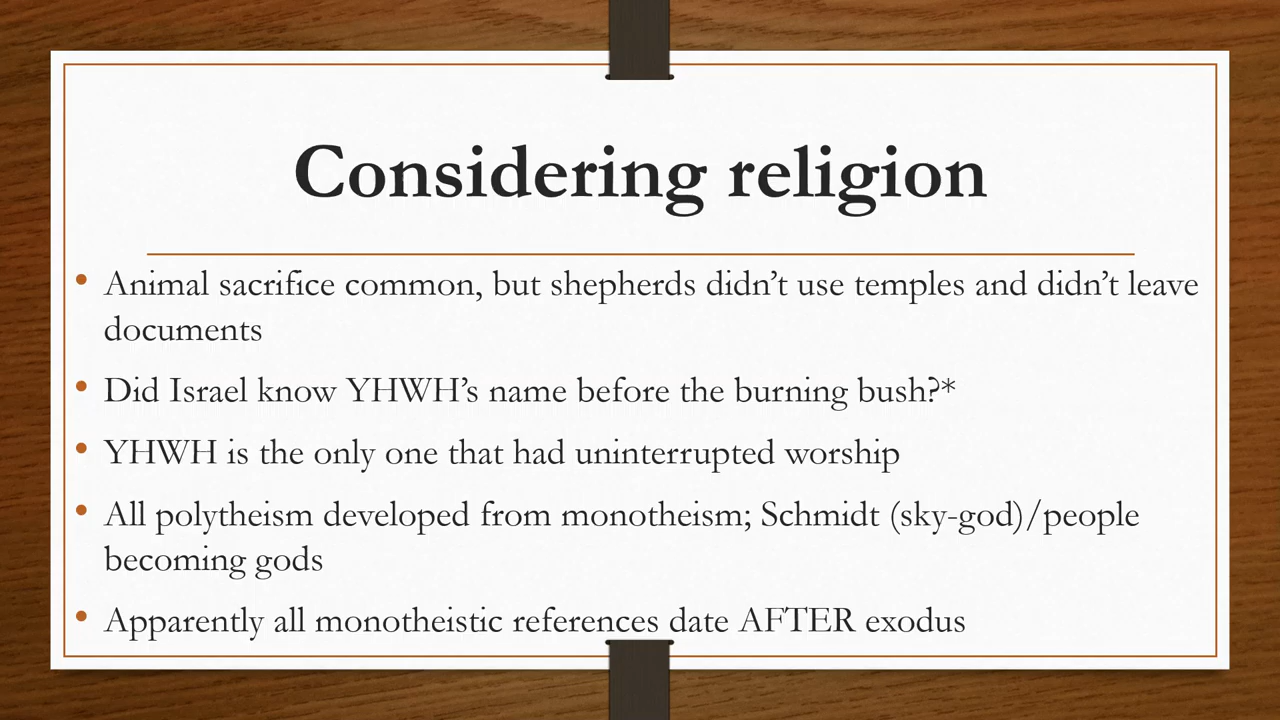 Considering religion
• Animal sacrifice common, but shepherds didn’t use temples and didn’t leave
documents
• Did Israel know YHWH’s name before the burning bush?*
• YHWH is the only one that had uninterrupted worship
• All polytheism developed from monotheism; Schmidt (sky-god)/people
becoming gods
• Apparently all monotheistic references date AFTER exodus